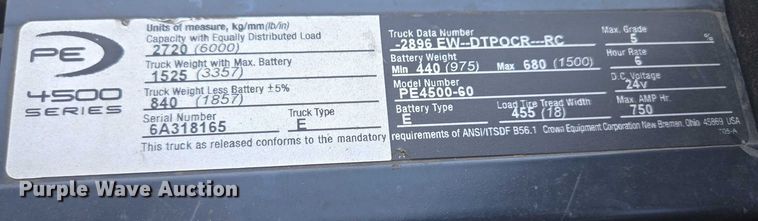 PE
4500
SERIES
Units of measure, kg/mm(lb/in)
Capacity with Equally Distributed Load
2720 (6000)
Truck Weight with Max. Battery
1525 (3357)
Truck Weight Less Battery ±5%
840 (1857)
Serial Number Truck Type
6A318165 E
This truck as released conforms to the mandatory
Truck Data Number Max. Grade
-2896 EW--DTPOCR---RC 5 %
Battery Weight Hour Rate
Min 440 (975) Max 680 (1500) 6
Model Number D.C. Voltage
PE4500-60 24v
Battery Type Load Tire Tread Width Max. AMP Hr.
E 455 (18) 750
requirements of ANSI/ITSDF B56.1 Crown Equipment Corporation New Bremen, Ohio 45869 USA
Purple Wave Auction